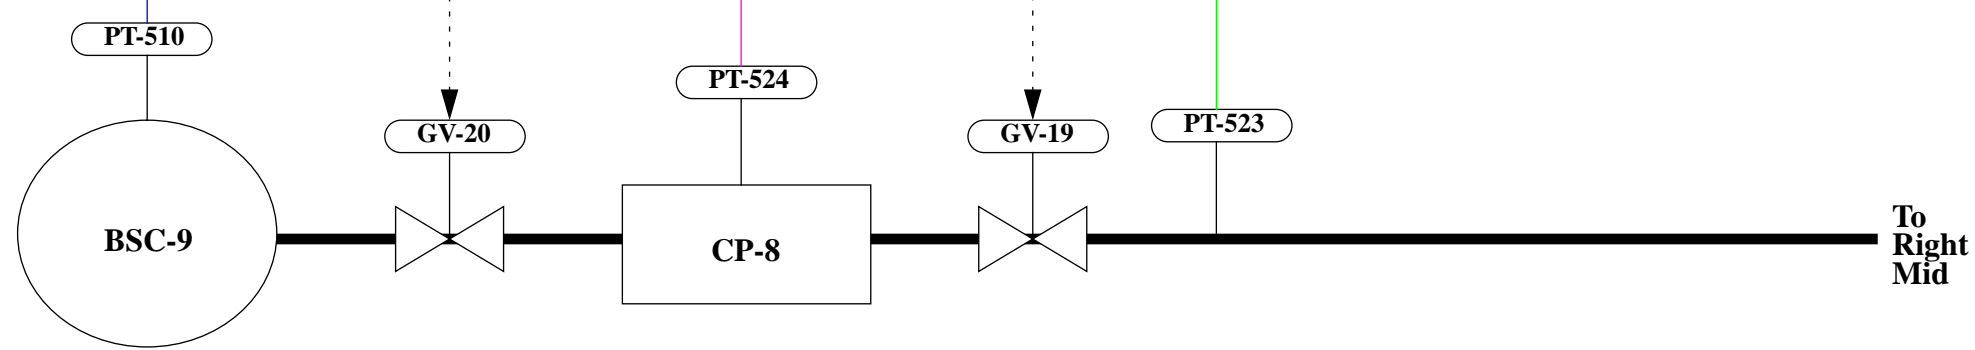 PT-510
PT-524
GV-20
GV-19
PT-523
BSC-9
CP-8
To
Right
Mid